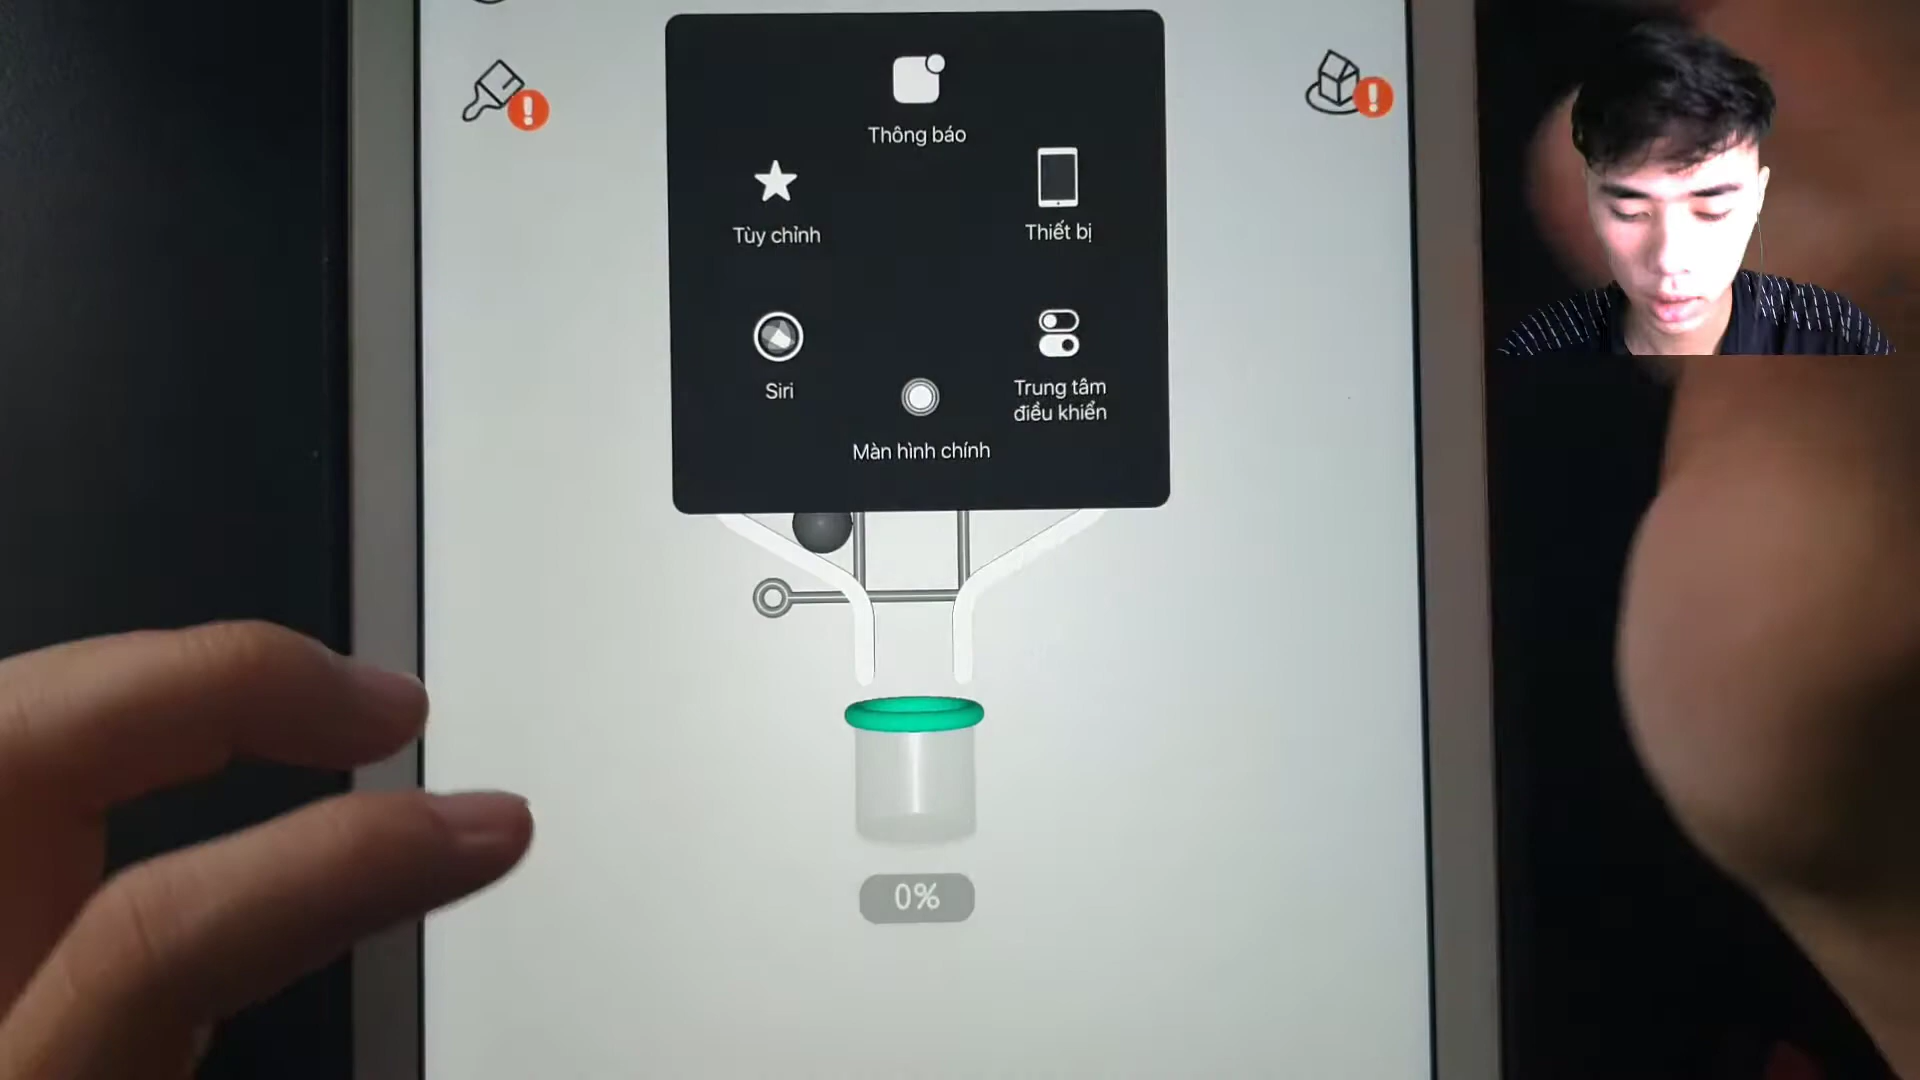 Thông báo
Tùy chỉnh
Thiết bị
Siri
Trung tâm
điều khiển
Màn hình chính
0%